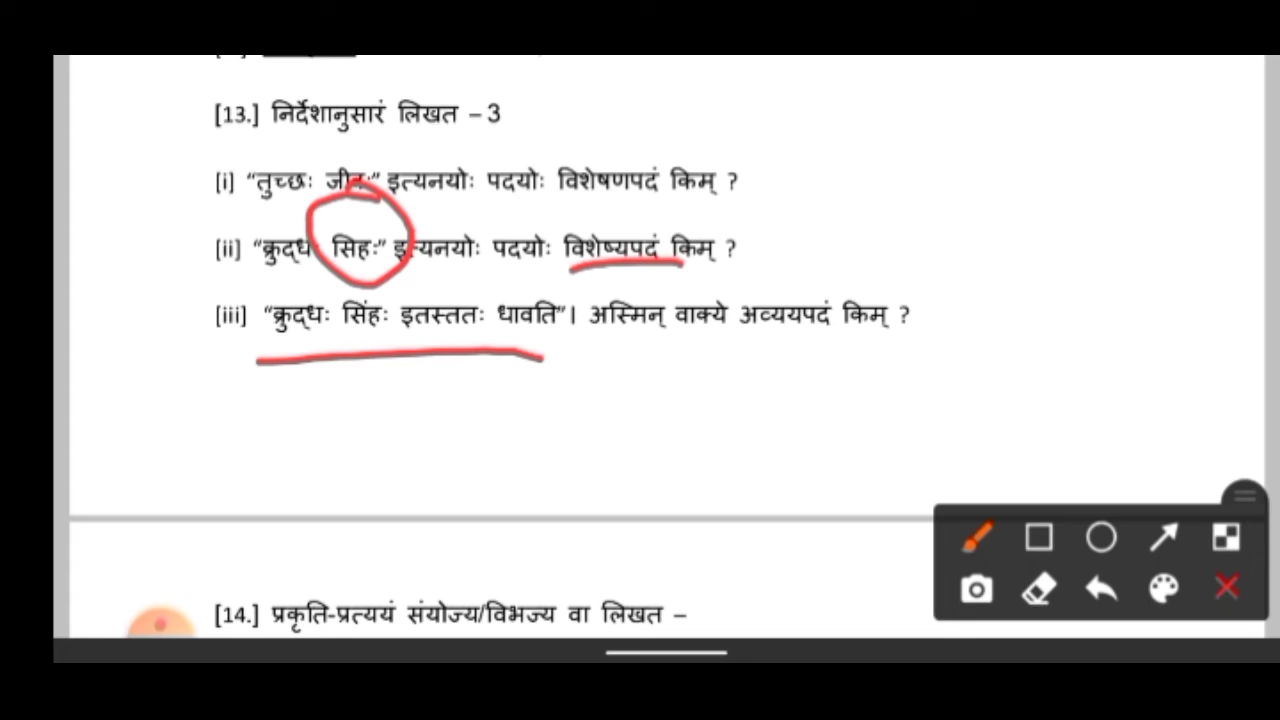 [13.] निर्देशानुसारं लिखत – 3
[i] “तुच्छः जीवः” इत्यनयोः पदयोः विशेषणपदं किम् ?
[ii] “क्रुद्धः सिंहः” इत्यनयोः पदयोः विशेष्यपदं किम् ?
[iii] “क्रुद्धः सिंहः इतस्ततः धावति”। अस्मिन् वाक्ये अव्ययपदं किम् ?
[14.] प्रकृति-प्रत्ययं संयोज्य/विभज्य वा लिखत –